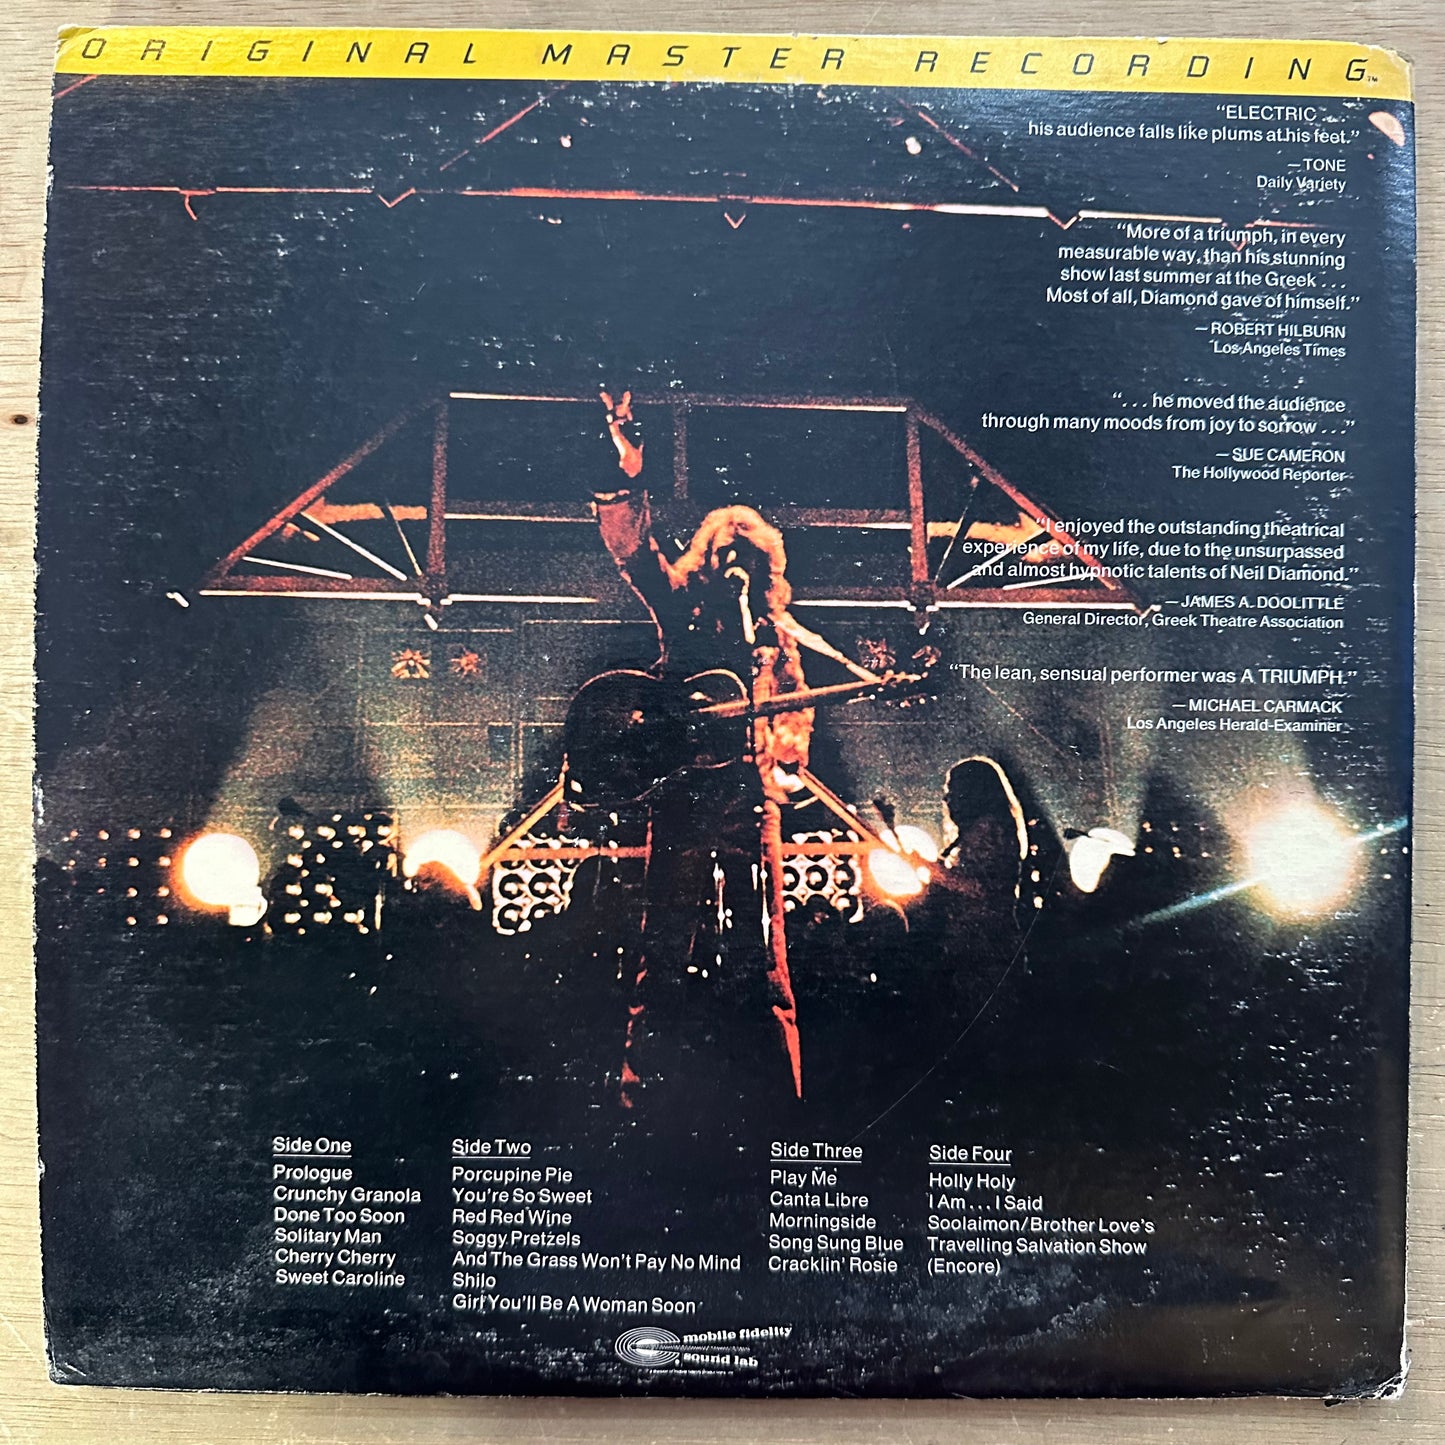 ORIGINAL MASTER RECORDING™
“ELECTRIC ...
his audience falls like plums at his feet.”
—TONE
Daily Variety
“More of a triumph, in every
measurable way, than his stunning
show last summer at the Greek ...
Most of all, Diamond gave of himself.”
—ROBERT HILBURN
Los Angeles Times
“... he moved the audience
through many moods from joy to sorrow ...”
—SUE CAMERON
The Hollywood Reporter
“I enjoyed the outstanding theatrical
experience of my life, due to the unsurpassed
and almost hypnotic talents of Neil Diamond.”
—JAMES A. DOOLITTLE
General Director, Greek Theatre Association
“The lean, sensual performer was A TRIUMPH.”
—MICHAEL CARMACK
Los Angeles Herald-Examiner
Side One
Prologue
Crunchy Granola
Done Too Soon
Solitary Man
Cherry Cherry
Sweet Caroline
Side Two
Porcupine Pie
You're So Sweet
Red Red Wine
Soggy Pretzels
And The Grass Won't Pay No Mind
Shilo
Girl You'll Be A Woman Soon
Side Three
Play Me
Canta Libre
Morningside
Song Sung Blue
Cracklin' Rosie
Side Four
Holly Holy
I Am ... I Said
Soolaimon/Brother Love's
Travelling Salvation Show
(Encore)
mobile fidelity
sound lab